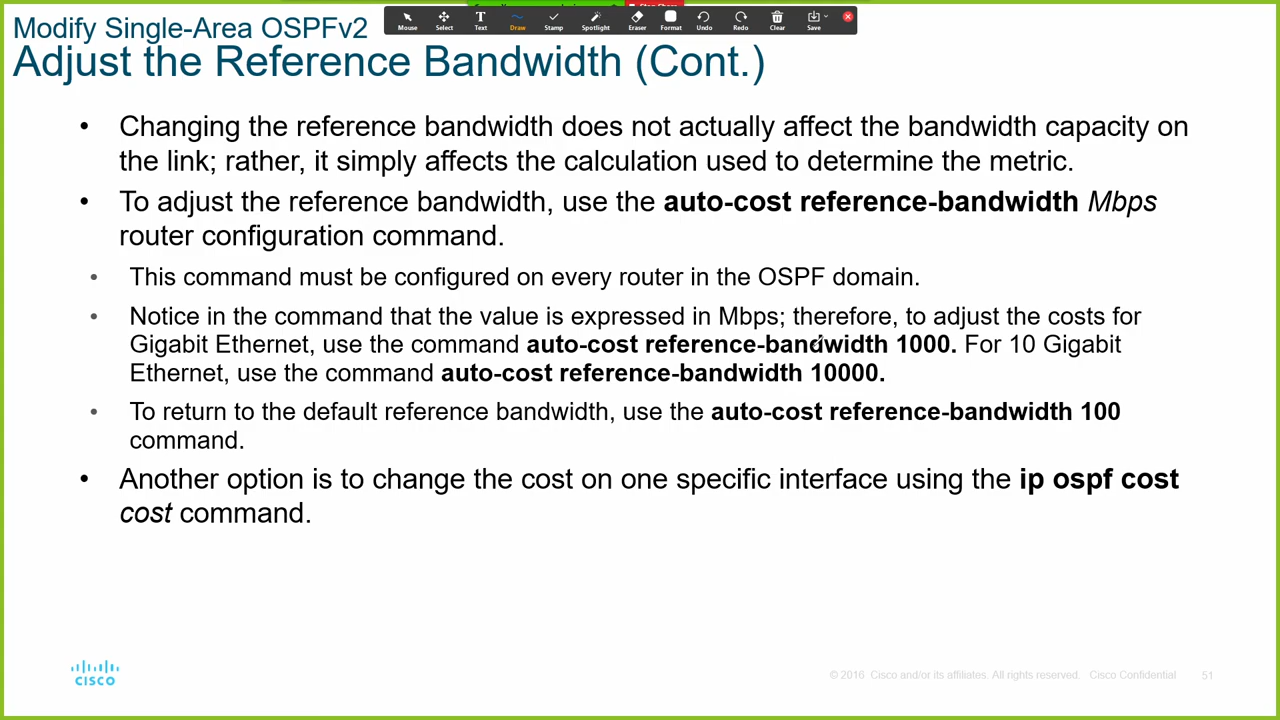 Modify Single-Area OSPFv2
Mouse Select Text Draw Stamp Spotlight Eraser Format Undo Redo Clear Save
Adjust the Reference Bandwidth (Cont.)
• Changing the reference bandwidth does not actually affect the bandwidth capacity on
the link; rather, it simply affects the calculation used to determine the metric.
• To adjust the reference bandwidth, use the auto-cost reference-bandwidth Mbps
router configuration command.
• This command must be configured on every router in the OSPF domain.
• Notice in the command that the value is expressed in Mbps; therefore, to adjust the costs for
Gigabit Ethernet, use the command auto-cost reference-bandwidth 1000. For 10 Gigabit
Ethernet, use the command auto-cost reference-bandwidth 10000.
• To return to the default reference bandwidth, use the auto-cost reference-bandwidth 100
command.
• Another option is to change the cost on one specific interface using the ip ospf cost
cost command.
CISCO
© 2016 Cisco and/or its affiliates. All rights reserved. Cisco Confidential 51